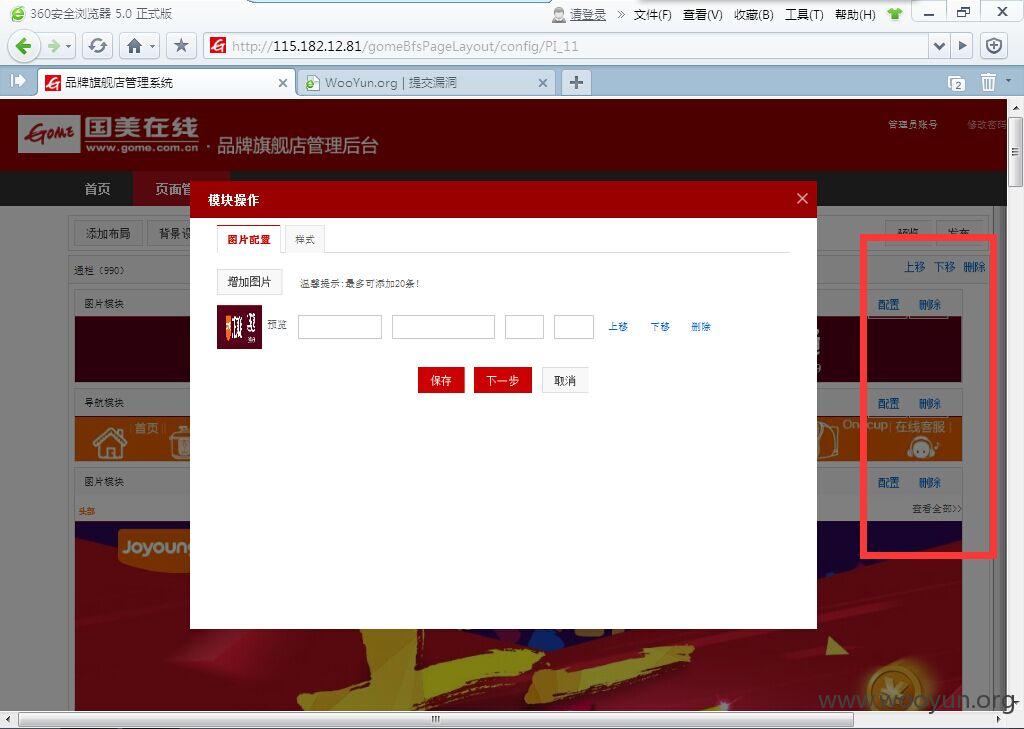 360安全浏览器 5.0 正式版
请登录 » 文件(F) 查看(V) 收藏(B) 工具(T) 帮助(H)
http://115.182.12.81/gomeBfsPageLayout/config/PI_11
品牌旗舰店管理系统
WooYun.org | 提交漏洞
2
GOME 国美在线
www.gome.com.cn · 品牌旗舰店管理后台
管理员账号 修改密码
首页 页面管
模块操作
添加布局 背景设
预览 发布
图片配置 样式
通栏（990）
上移 下移 删除
增加图片 温馨提示:最多可添加20条！
图片模块
配置 删除
预览 上移 下移 删除
保存 下一步 取消
导航模块
配置 删除
首页
Onecup 在线客服
图片模块
配置 删除
头部
查看全部>>
Joyoung
www.wooyun.org